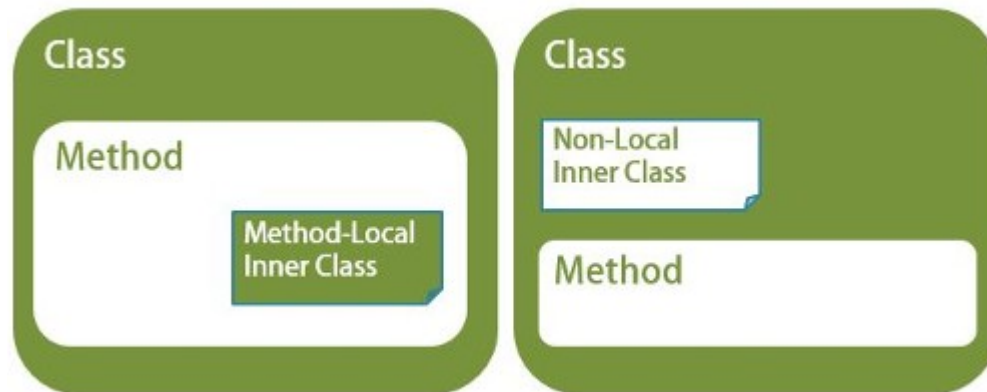 Class
Method
Method-Local
Inner Class
Class
Non-Local
Inner Class
Method